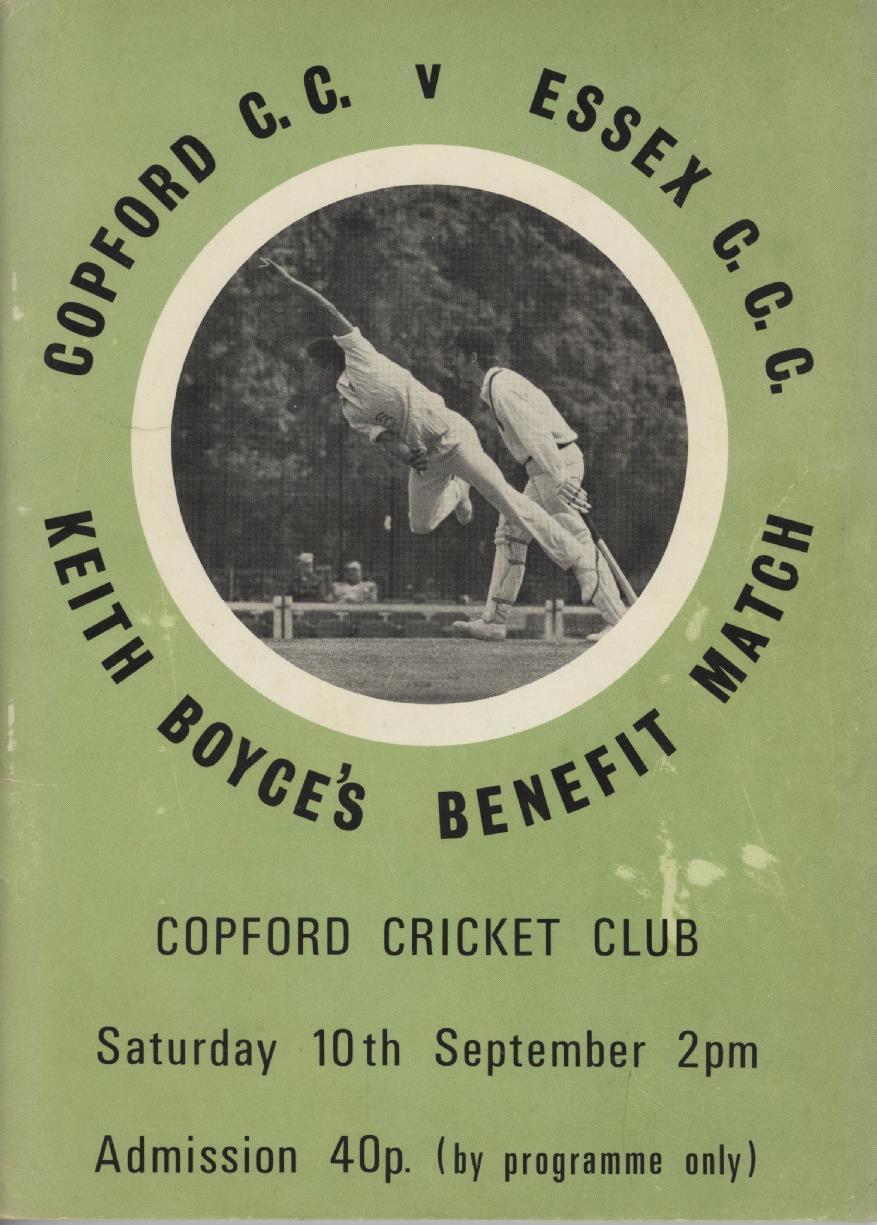 COPFORD C.C. v ESSEX C.C.C.
KEITH BOYCE'S BENEFIT MATCH
COPFORD CRICKET CLUB
Saturday 10th September 2pm
Admission 40p. (by programme only)